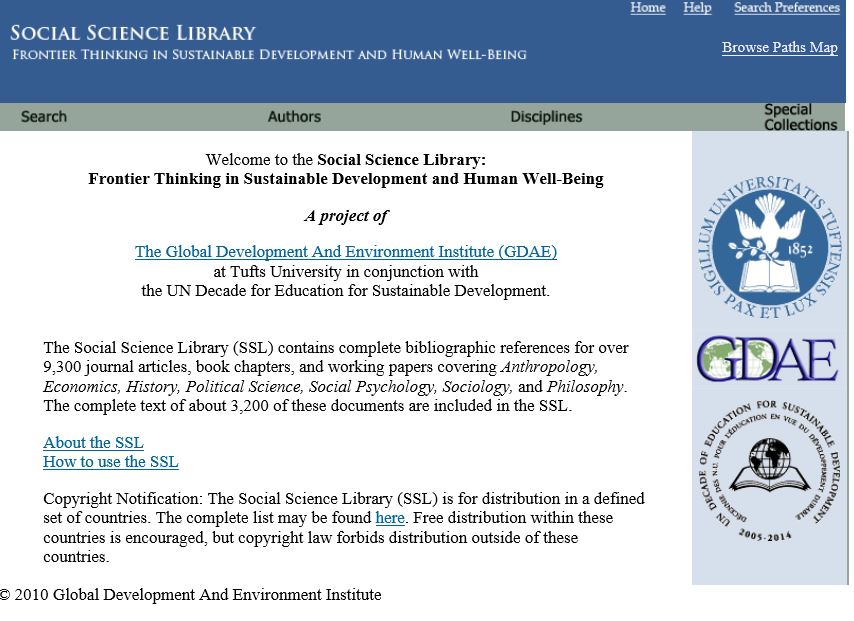 Home Help Search Preferences
SOCIAL SCIENCE LIBRARY
FRONTIER THINKING IN SUSTAINABLE DEVELOPMENT AND HUMAN WELL-BEING
Browse Paths Map
Search Authors Disciplines Special
Collections
Welcome to the Social Science Library:
Frontier Thinking in Sustainable Development and Human Well-Being
A project of
The Global Development And Environment Institute (GDAE)
at Tufts University in conjunction with
the UN Decade for Education for Sustainable Development.
The Social Science Library (SSL) contains complete bibliographic references for over
9,300 journal articles, book chapters, and working papers covering Anthropology,
Economics, History, Political Science, Social Psychology, Sociology, and Philosophy.
The complete text of about 3,200 of these documents are included in the SSL.
About the SSL
How to use the SSL
Copyright Notification: The Social Science Library (SSL) is for distribution in a defined
set of countries. The complete list may be found here. Free distribution within these
countries is encouraged, but copyright law forbids distribution outside of these
countries.
© 2010 Global Development And Environment Institute
SIGILLUM UNIVERSITATIS TUFTENSIS
1852
PAX ET LUX
GDAE
UN DECADE OF EDUCATION FOR SUSTAINABLE DEVELOPMENT
DÉCENNIE DES N.U. POUR L'ÉDUCATION EN VUE DU DÉVELOPPEMENT DURABLE
2005-2014